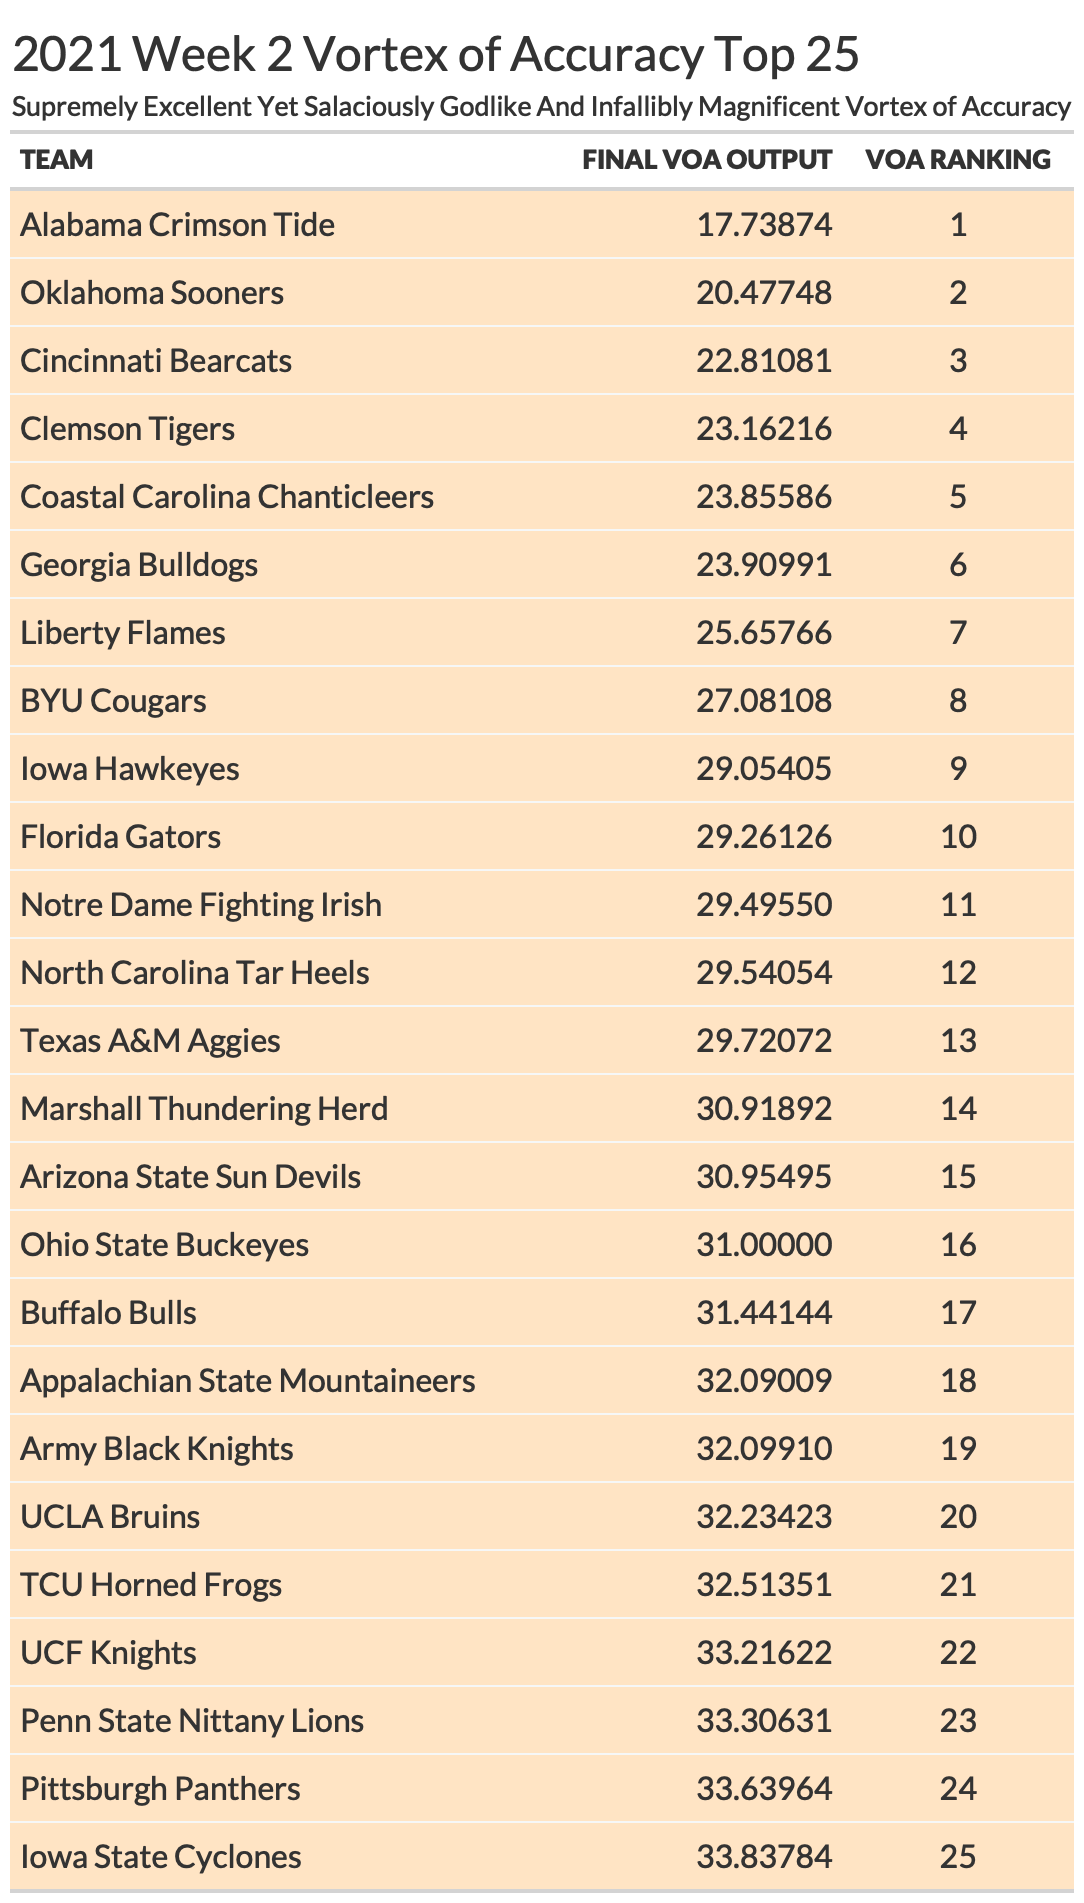 2021 Week 2 Vortex of Accuracy Top 25
Supremely Excellent Yet Salaciously Godlike And Infallibly Magnificent Vortex of Accuracy
TEAM FINAL VOA OUTPUT VOA RANKING
Alabama Crimson Tide 17.73874 1
Oklahoma Sooners 20.47748 2
Cincinnati Bearcats 22.81081 3
Clemson Tigers 23.16216 4
Coastal Carolina Chanticleers 23.85586 5
Georgia Bulldogs 23.90991 6
Liberty Flames 25.65766 7
BYU Cougars 27.08108 8
Iowa Hawkeyes 29.05405 9
Florida Gators 29.26126 10
Notre Dame Fighting Irish 29.49550 11
North Carolina Tar Heels 29.54054 12
Texas A&M Aggies 29.72072 13
Marshall Thundering Herd 30.91892 14
Arizona State Sun Devils 30.95495 15
Ohio State Buckeyes 31.00000 16
Buffalo Bulls 31.44144 17
Appalachian State Mountaineers 32.09009 18
Army Black Knights 32.09910 19
UCLA Bruins 32.23423 20
TCU Horned Frogs 32.51351 21
UCF Knights 33.21622 22
Penn State Nittany Lions 33.30631 23
Pittsburgh Panthers 33.63964 24
Iowa State Cyclones 33.83784 25